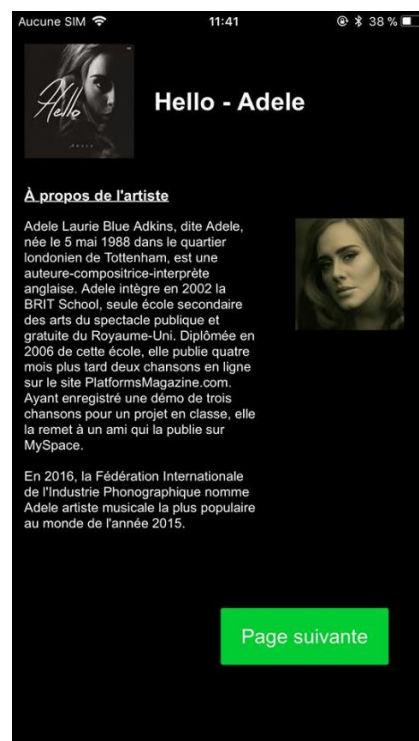 Aucune SIM
11:41
38 %
Hello
ADELE
Hello - Adele
À propos de l'artiste
Adele Laurie Blue Adkins, dite Adele,
née le 5 mai 1988 dans le quartier
londonien de Tottenham, est une
auteure-compositrice-interprète
anglaise. Adele intègre en 2002 la
BRIT School, seule école secondaire
des arts du spectacle publique et
gratuite du Royaume-Uni. Diplômée en
2006 de cette école, elle publie quatre
mois plus tard deux chansons en ligne
sur le site PlatformsMagazine.com.
Ayant enregistré une démo de trois
chansons pour un projet en classe, elle
la remet à un ami qui la publie sur
MySpace.
En 2016, la Fédération Internationale
de l'Industrie Phonographique nomme
Adele artiste musicale la plus populaire
au monde de l'année 2015.
Page suivante